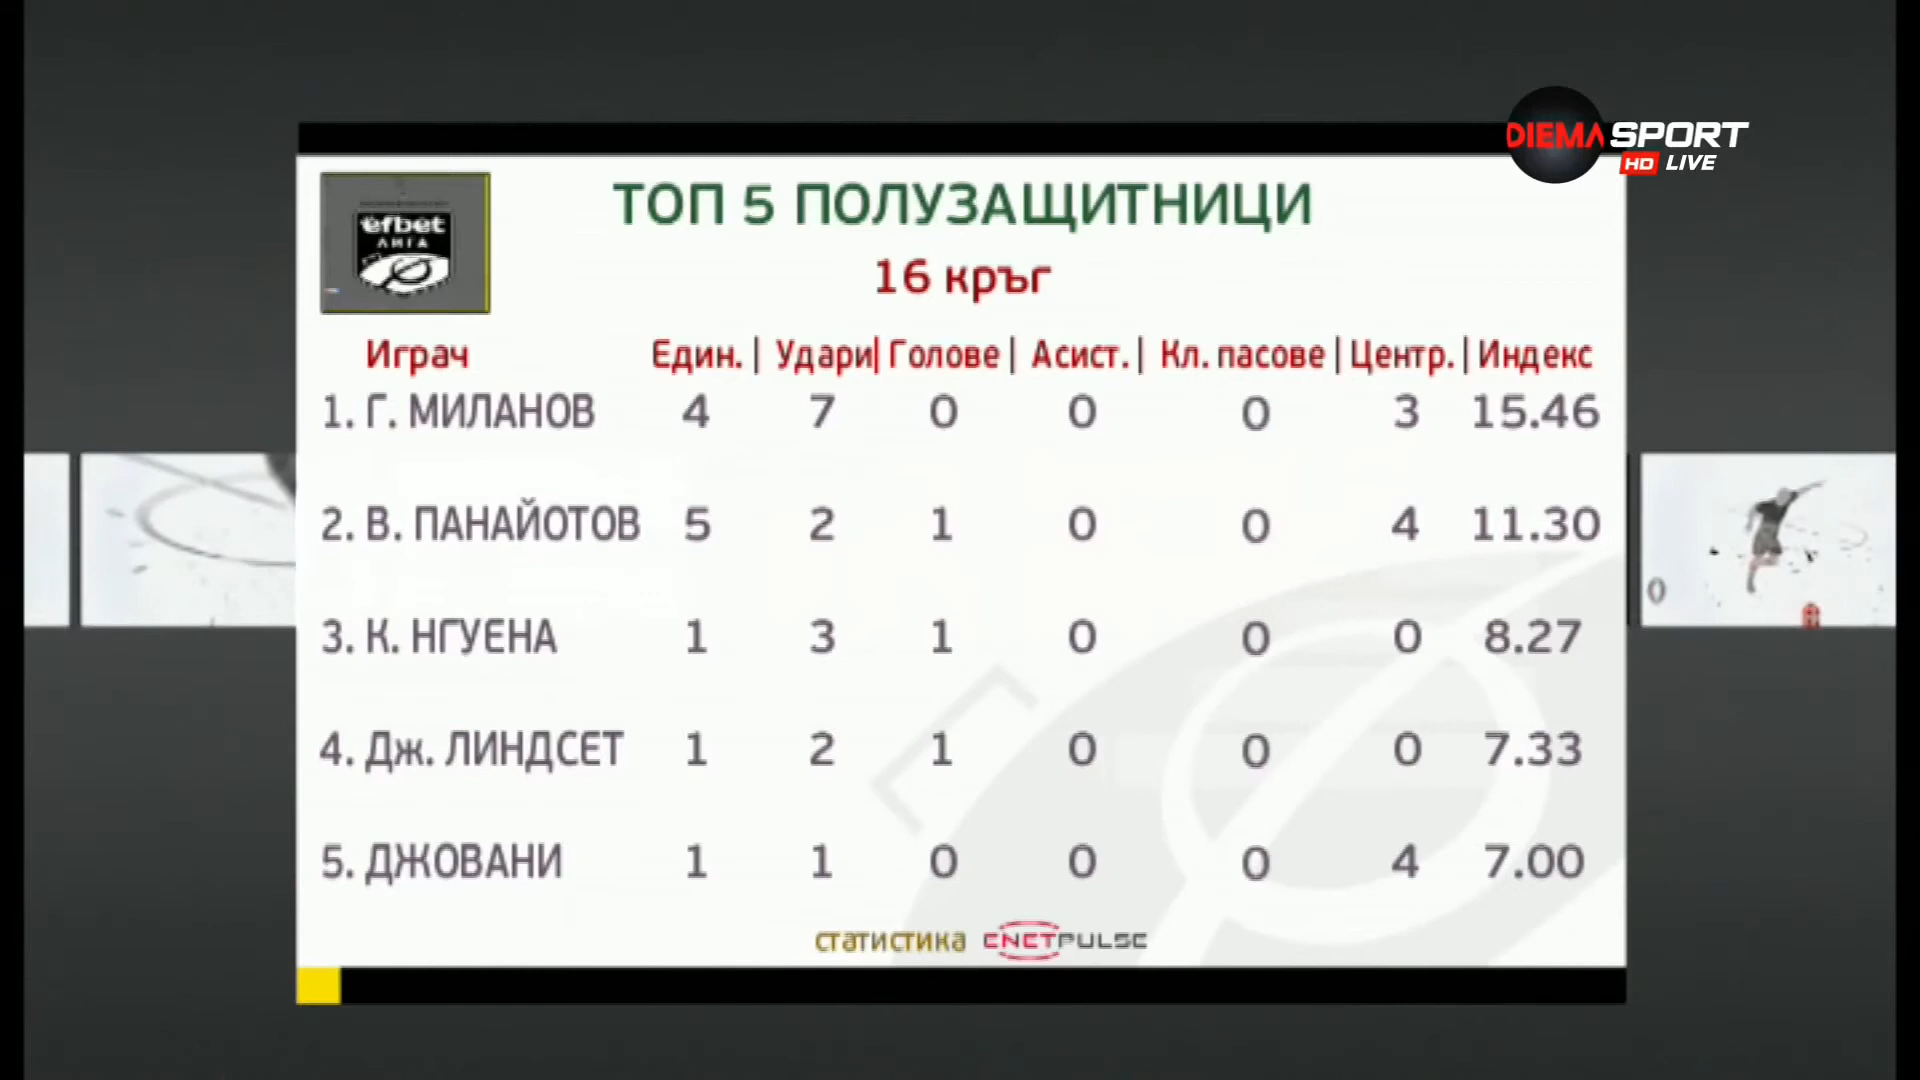 DIEMA SPORT
HD LIVE
efbet
ЛИГА
ТОП 5 ПОЛУЗАЩИТНИЦИ
16 кръг
Играч Един. | Удари| Голове | Асист. | Кл. пасове | Центр. | Индекс
1. Г. МИЛАНОВ 4 7 0 0 0 3 15.46
2. В. ПАНАЙОТОВ 5 2 1 0 0 4 11.30
3. К. НГУЕНА 1 3 1 0 0 0 8.27
4. Дж. ЛИНДСЕТ 1 2 1 0 0 0 7.33
5. ДЖОВАНИ 1 1 0 0 0 4 7.00
0
статистика ENETPULSE